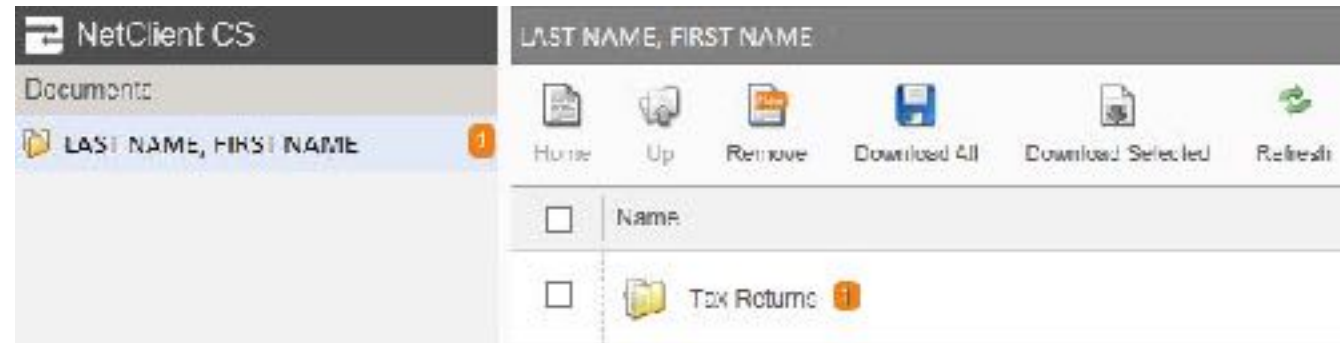 NetClient CS
Documents
LAST NAME, FIRST NAME 1
LAST NAME, FIRST NAME
Home Up Remove Download All Download Selected Refresh
Name
Tax Returns 1